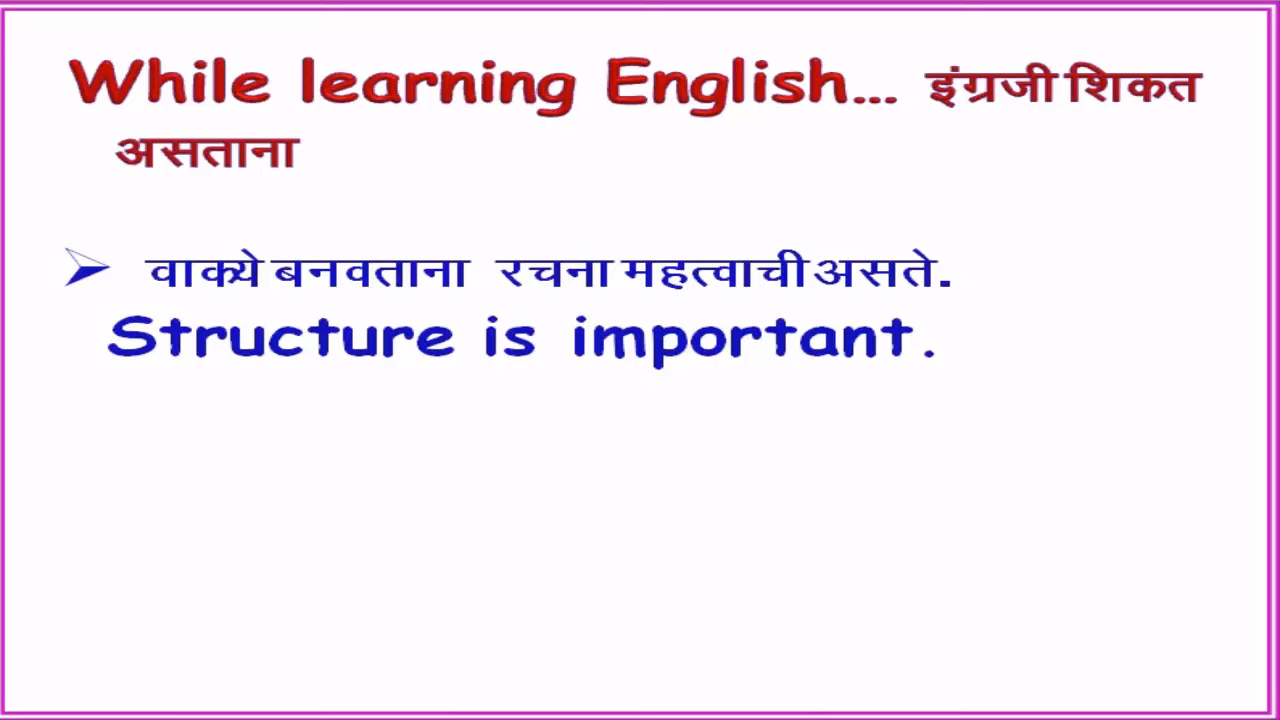 While learning English... इंग्रजी शिकत
असताना
वाक्ये बनवताना रचना महत्वाची असते.
Structure is important.